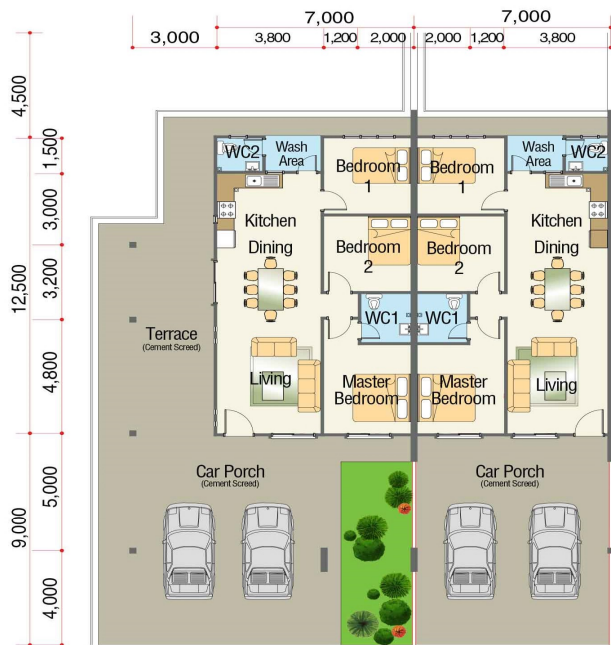 7,000
7,000
3,000
3,800
1,200
2,000
2,000
1,200
3,800
4,500
12,500
9,000
1,500
3,000
3,200
4,800
5,000
4,000
WC2
Wash
Area
Bedroom
1
Bedroom
1
Wash
Area
WC2
Kitchen
Dining
Bedroom
2
Bedroom
2
Kitchen
Dining
Terrace
(Cement Screed)
WC1
WC1
Living
Master
Bedroom
Master
Bedroom
Living
Car Porch
(Cement Screed)
Car Porch
(Cement Screed)